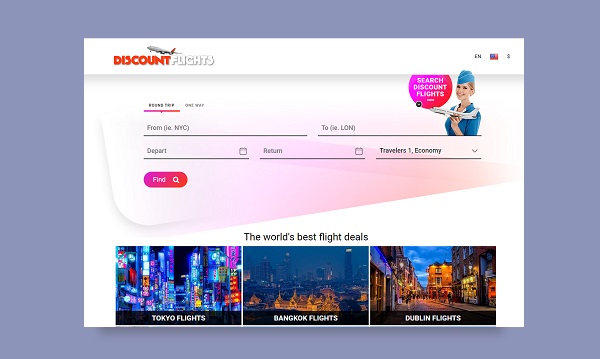 DISCOUNT FLIGHTS
EN $
SEARCH
DISCOUNT
FLIGHTS
ROUND TRIP ONE WAY
From (ie. NYC) To (ie. LON)
Depart Return Travelers 1, Economy
Find
The world's best flight deals
TOKYO FLIGHTS BANGKOK FLIGHTS DUBLIN FLIGHTS